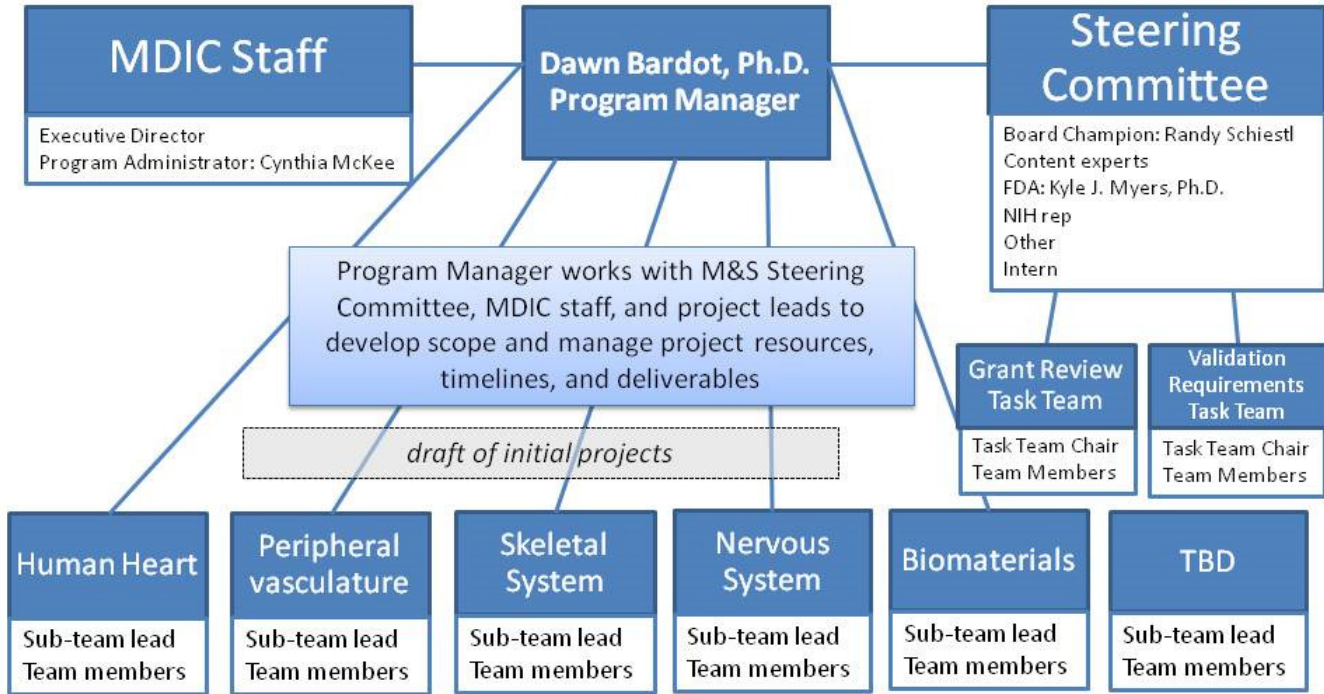 MDIC Staff
Executive Director
Program Administrator: Cynthia McKee
Dawn Bardot, Ph.D.
Program Manager
Steering
Committee
Board Champion: Randy Schiestl
Content experts
FDA: Kyle J. Myers, Ph.D.
NIH rep
Other
Intern
Program Manager works with M&S Steering
Committee, MDIC staff, and project leads to
develop scope and manage project resources,
timelines, and deliverables
Grant Review
Task Team
Task Team Chair
Team Members
Validation
Requirements
Task Team
Task Team Chair
Team Members
draft of initial projects
Human Heart
Sub-team lead
Team members
Peripheral
vasculature
Sub-team lead
Team members
Skeletal
System
Sub-team lead
Team members
Nervous
System
Sub-team lead
Team members
Biomaterials
Sub-team lead
Team members
TBD
Sub-team lead
Team members